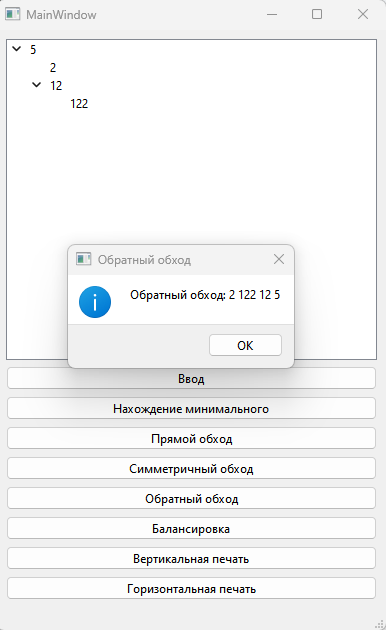 MainWindow
5
2
12
122
Обратный обход
Обратный обход: 2 122 12 5
OK
Ввод
Нахождение минимального
Прямой обход
Симметричный обход
Обратный обход
Балансировка
Вертикальная печать
Горизонтальная печать